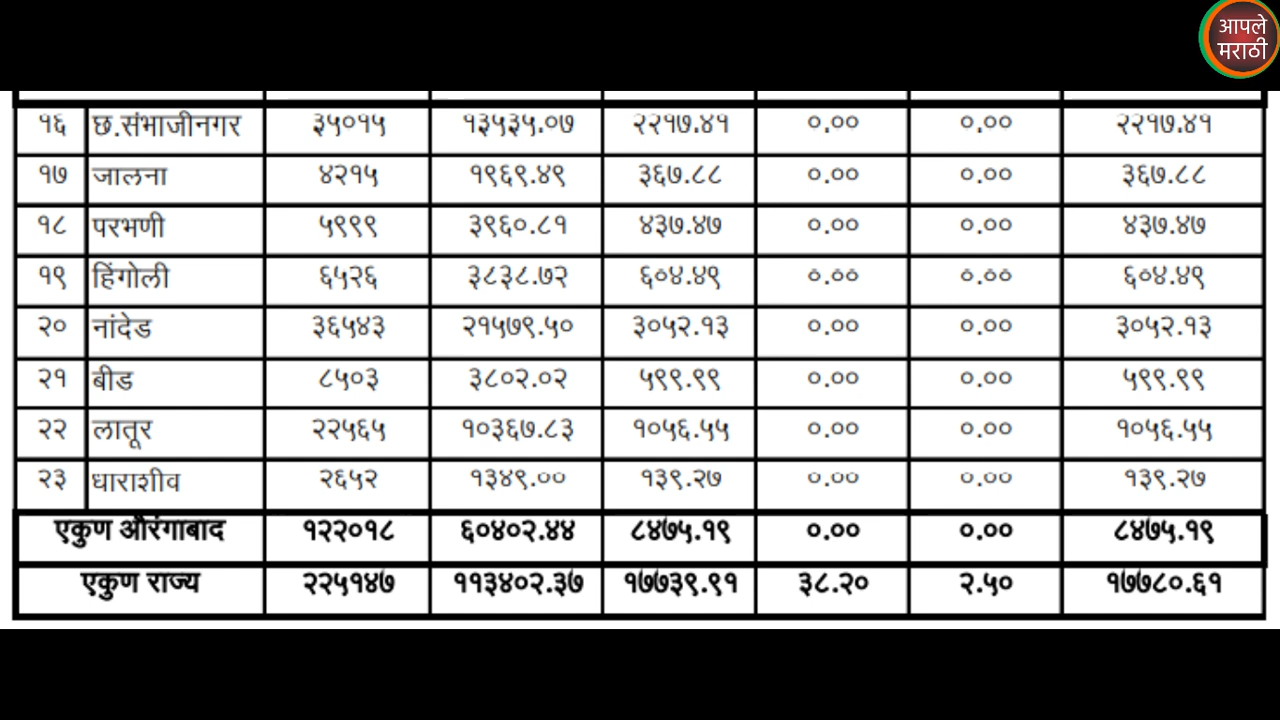 आपले
मराठी
१६ छ.संभाजीनगर ३५०१५ १३५३५.०७ २२१७.४१ ०.०० ०.०० २२१७.४१
१७ जालना ४२१५ १९६९.४९ ३६७.८८ ०.०० ०.०० ३६७.८८
१८ परभणी ५९९९ ३९६०.८१ ४३७.४७ ०.०० ०.०० ४३७.४७
१९ हिंगोली ६५२६ ३८३८.७२ ६०४.४९ ०.०० ०.०० ६०४.४९
२० नांदेड ३६५४३ २१५७९.५० ३०५२.१३ ०.०० ०.०० ३०५२.१३
२१ बीड ८५०३ ३८०२.०२ ५९९.९९ ०.०० ०.०० ५९९.९९
२२ लातूर २२५६५ १०३६७.८३ १०५६.५५ ०.०० ०.०० १०५६.५५
२३ धाराशीव २६५२ १३४९.०० १३९.२७ ०.०० ०.०० १३९.२७
एकुण औरंगाबाद १२२०१८ ६०४०२.४४ ८४७५.१९ ०.०० ०.०० ८४७५.१९
एकुण राज्य २२५१४७ ११३४०२.३७ १७७३९.९१ ३८.२० २.५० १७७८०.६१